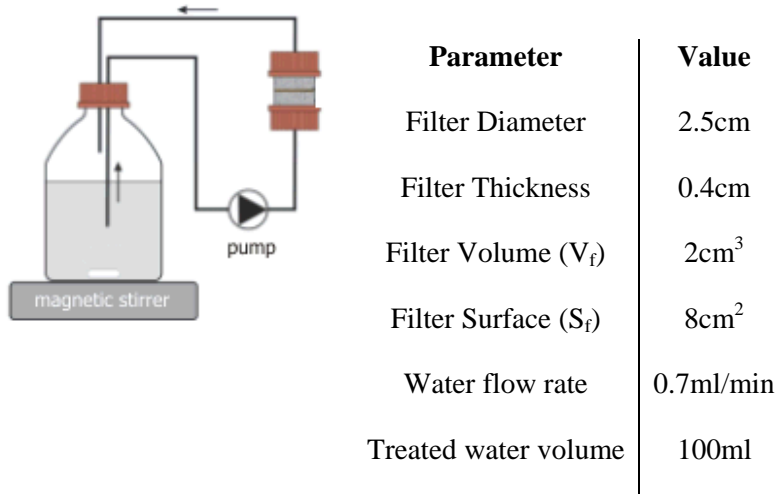 pump
magnetic stirrer
Parameter Value
Filter Diameter 2.5cm
Filter Thickness 0.4cm
Filter Volume (Vf) 2cm³
Filter Surface (Sf) 8cm²
Water flow rate 0.7ml/min
Treated water volume 100ml